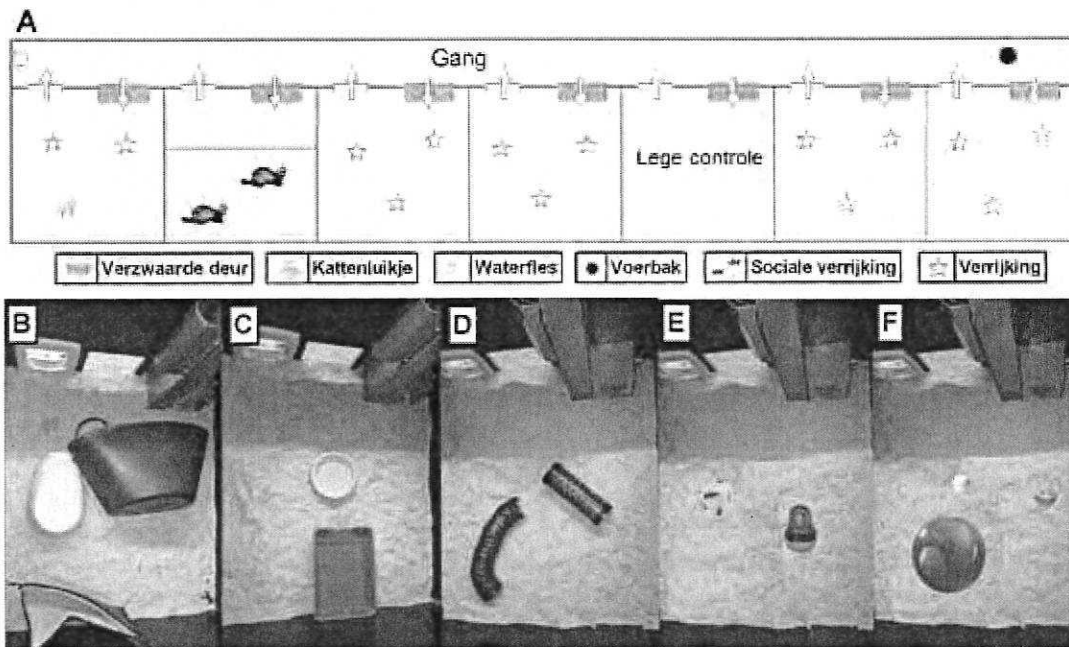 A
Gang
Lege controle
Verzwaarde deur
Kattenluikje
Waterfles
Voerbak
Sociale verrijking
Verrijking
B
C
D
E
F